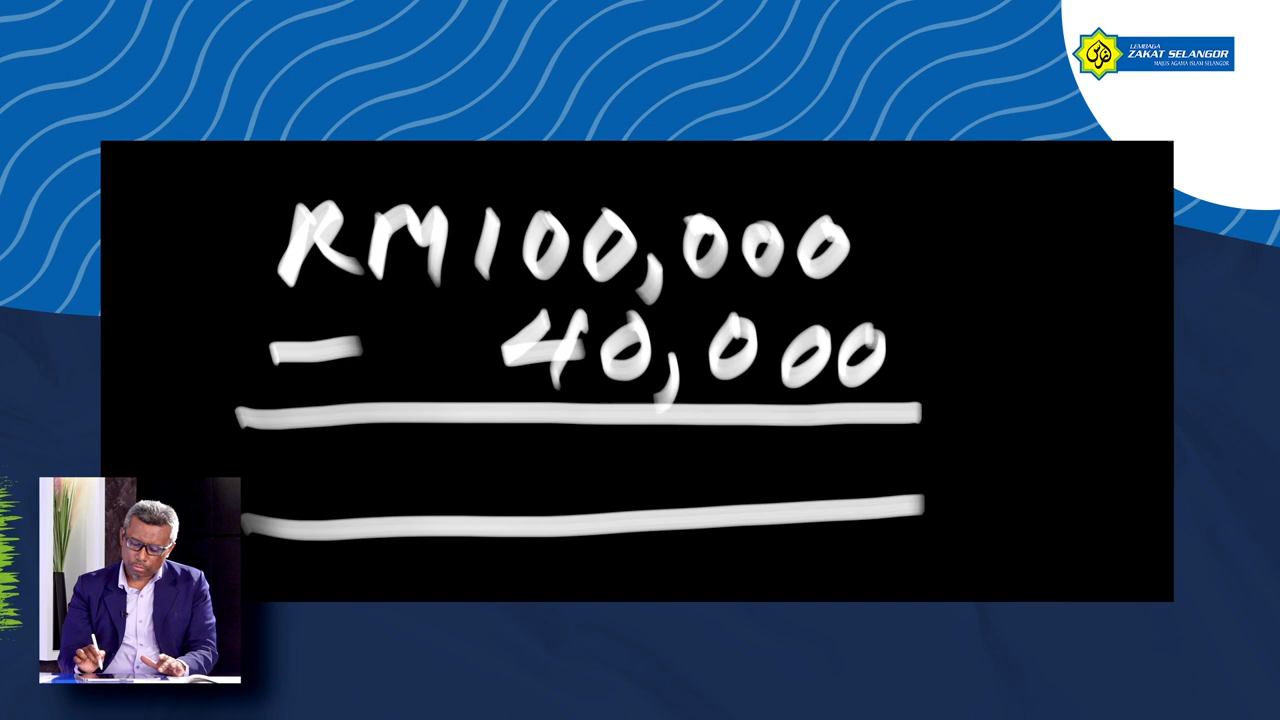 LEMBAGA
ZAKAT SELANGOR
MAJLIS AGAMA ISLAM SELANGOR
RM100,000
- 40,000